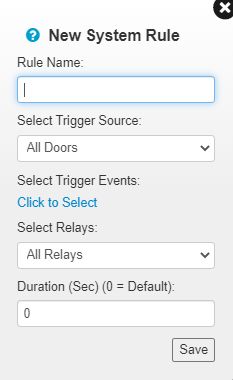 New System Rule
Rule Name:
Select Trigger Source:
All Doors
Select Trigger Events:
Click to Select
Select Relays:
All Relays
Duration (Sec) (0 = Default):
0
Save